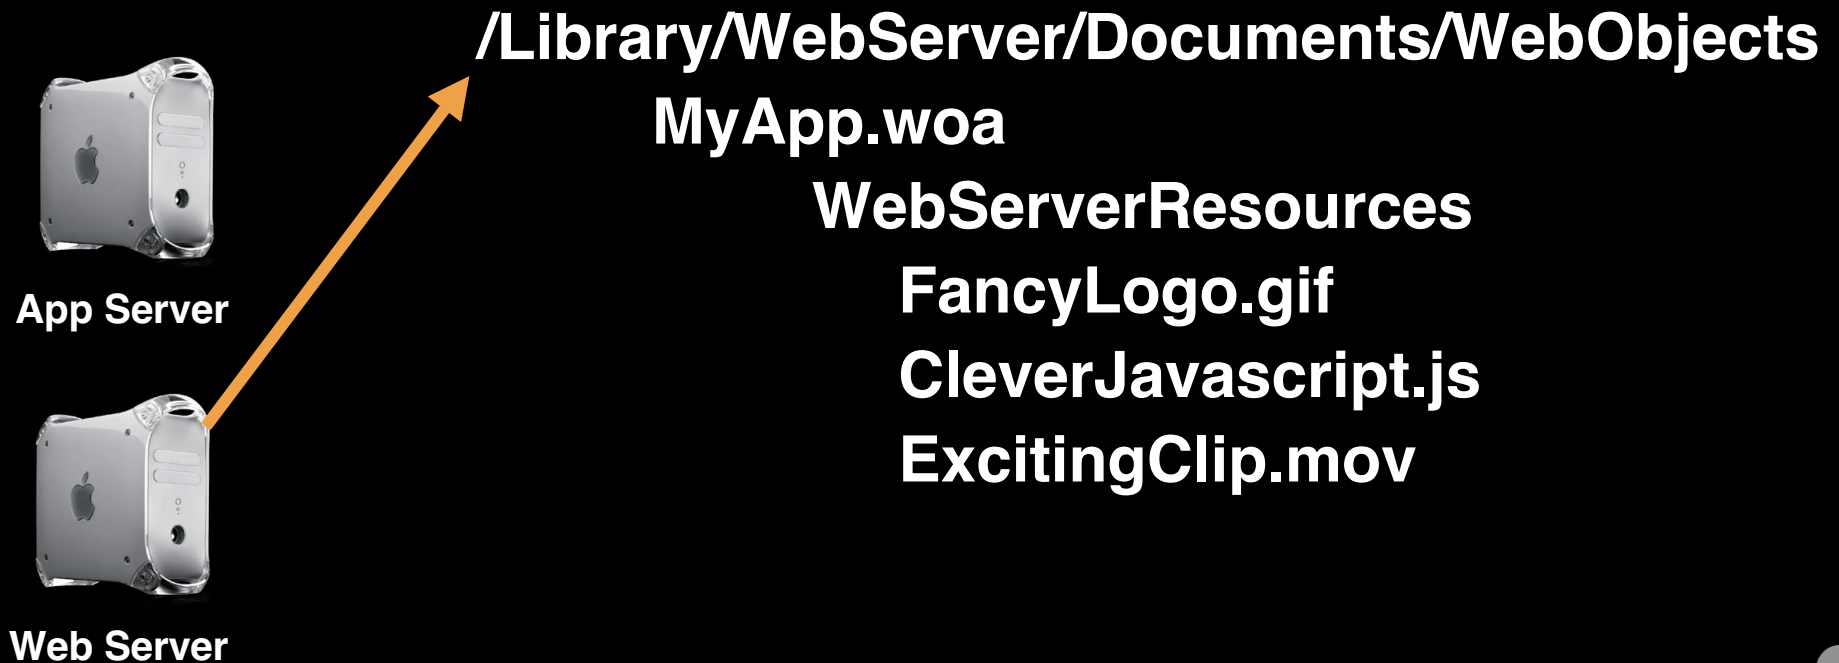 /Library/WebServer/Documents/WebObjects
MyApp.woa
WebServerResources
FancyLogo.gif
CleverJavascript.js
ExcitingClip.mov
App Server
Web Server